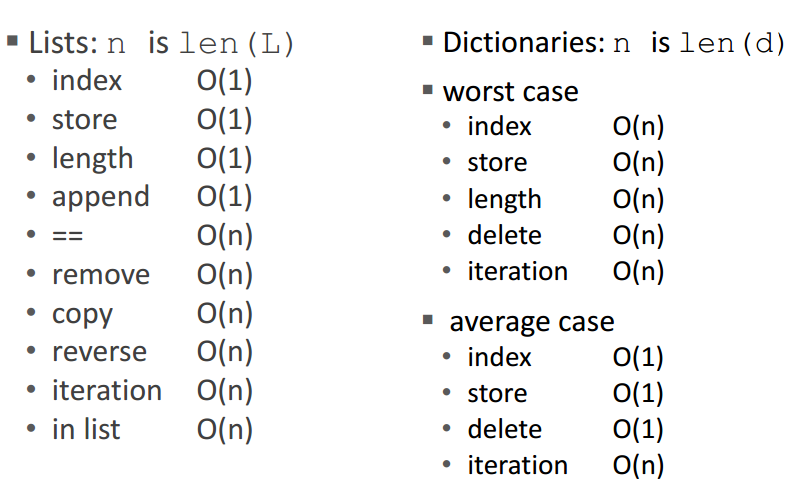 ▪ Lists: n is len(L)
• index O(1)
• store O(1)
• length O(1)
• append O(1)
• == O(n)
• remove O(n)
• copy O(n)
• reverse O(n)
• iteration O(n)
• in list O(n)
▪ Dictionaries: n is len(d)
▪ worst case
• index O(n)
• store O(n)
• length O(n)
• delete O(n)
• iteration O(n)
▪ average case
• index O(1)
• store O(1)
• delete O(1)
• iteration O(n)